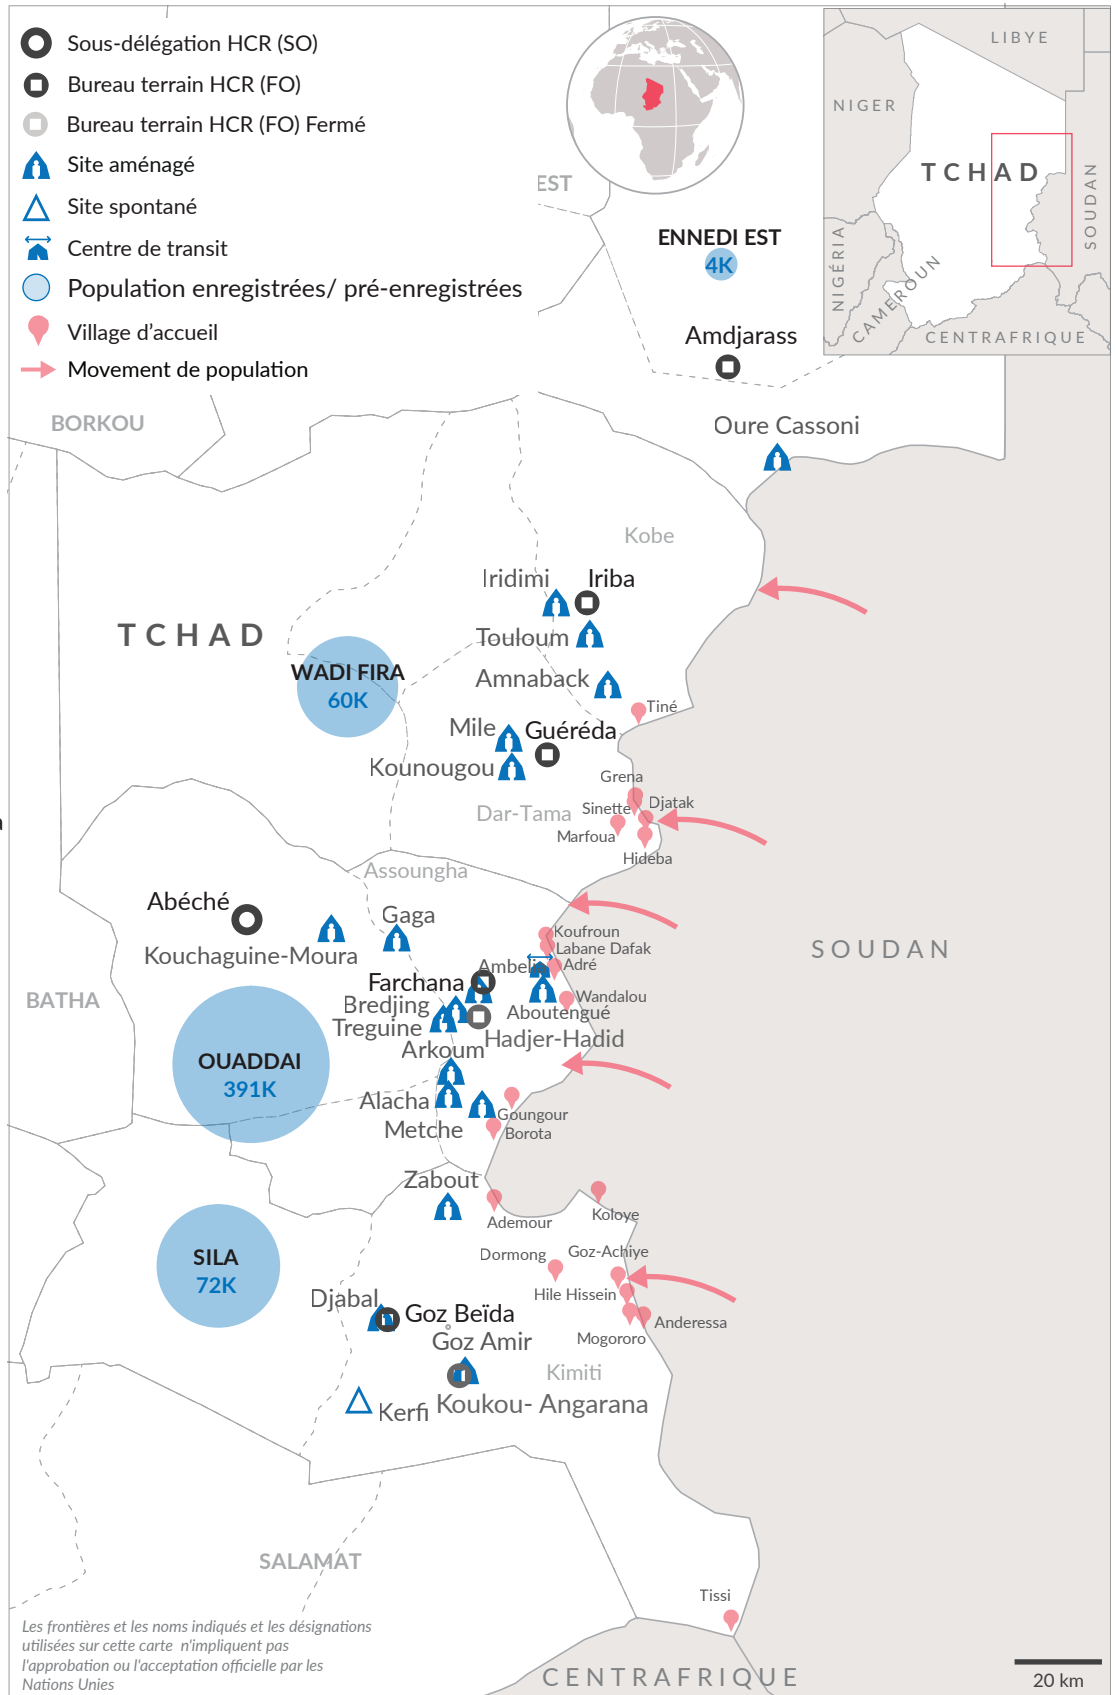 Sous-délégation HCR (SO)
Bureau terrain HCR (FO)
Bureau terrain HCR (FO) Fermé
Site aménagé
Site spontané
Centre de transit
Population enregistrées/ pré-enregistrées
Village d'accueil
Movement de population
LIBYE
NIGER
TCHAD
SOUDAN
NIGÉRIA
CAMEROUN
CENTRAFRIQUE
EST
ENNEDI EST
4K
Amdjarass
BORKOU
Oure Cassoni
Kobe
Iridimi
Iriba
TCHAD
Touloum
WADI FIRA
60K
Amnaback
Tiné
Mile
Guéréda
Kounougou
Grena
Sinette
Djatak
Dar-Tama
Marfoua
Hideba
Assoungha
Abéché
Gaga
Koufroun
Labane Dafak
Kouchaguine-Moura
Adré
SOUDAN
Ambelia
Farchana
BATHA
Bredjing
Wandalou
Aboutengué
Treguine
Hadjer-Hadid
Arkoum
OUADDAI
391K
Alacha
Goungour
Metche
Borota
Zabout
Ademour
Koloye
Dormong
Goz-Achiye
SILA
72K
Hile Hissein
Djabal
Goz Beïda
Anderessa
Mogororo
Goz Amir
Kimiti
Kerfi
Koukou- Angarana
SALAMAT
Tissi
Les frontières et les noms indiqués et les désignations
utilisées sur cette carte n'impliquent pas
l'approbation ou l'acceptation officielle par les
Nations Unies
CENTRAFRIQUE
20 km